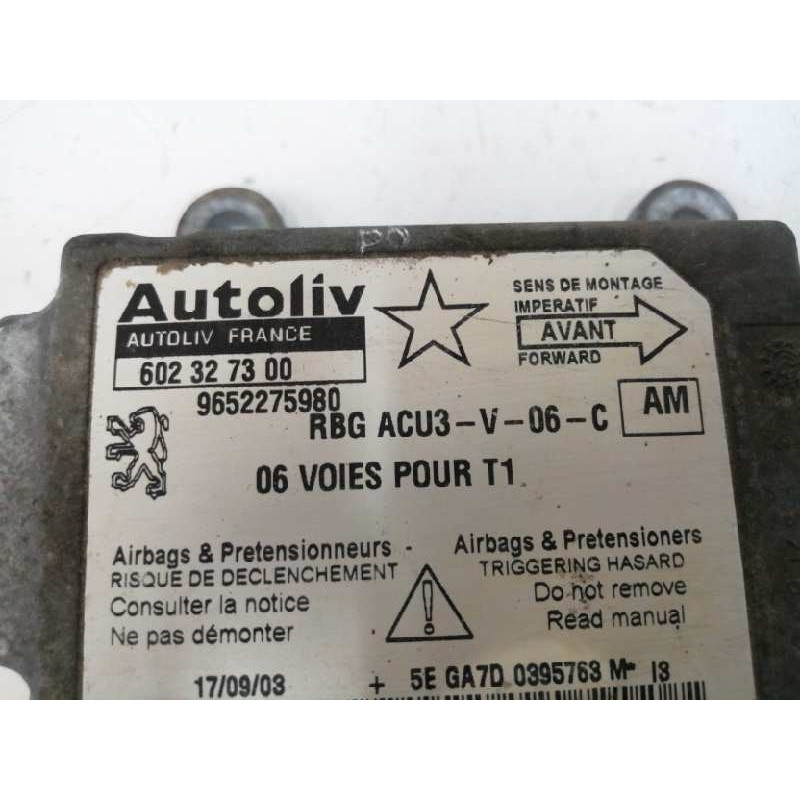 PO
Autoliv
AUTOLIV FRANCE
602 32 73 00
9652275980
SENS DE MONTAGE
IMPERATIF
AVANT
FORWARD
RBG ACU3-V-06-C
AM
06 VOIES POUR T1
Airbags & Pretensionneurs -
RISQUE DE DECLENCHEMENT
Consulter la notice
Ne pas démonter
!
Airbags & Pretensioners
TRIGGERING HASARD
Do not remove
Read manual
17/09/03 + 5E GA7D 0395763 M- 13